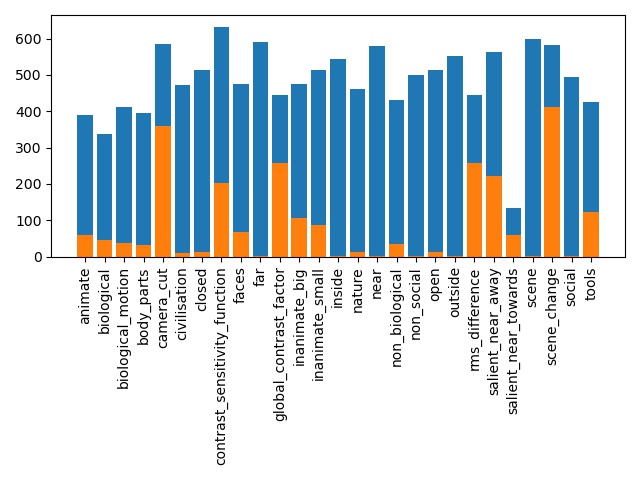 600
500
400
300
200
100
0
animate
biological
biological_motion
body_parts
camera_cut
civilisation
closed
contrast_sensitivity_function
faces
far
global_contrast_factor
inanimate_big
inanimate_small
inside
nature
near
non_biological
non_social
open
outside
rms_difference
salient_near_away
salient_near_towards
scene
scene_change
social
tools